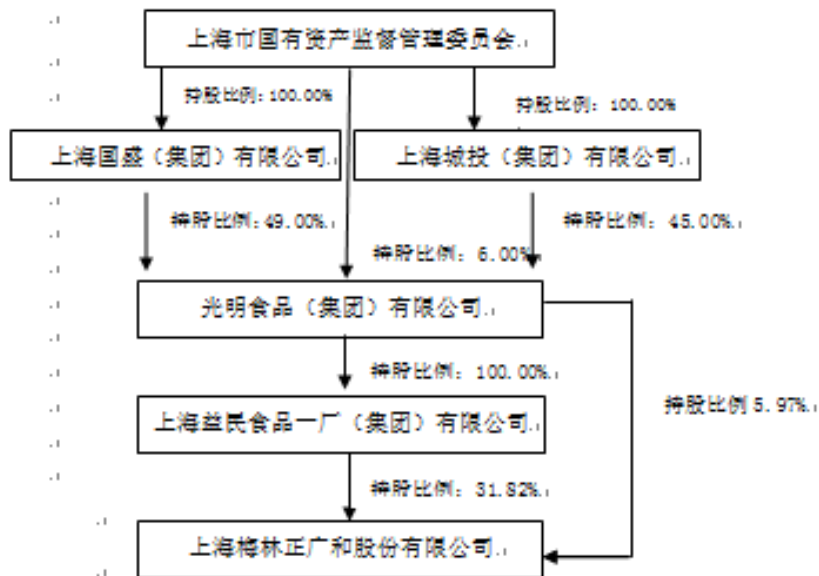 上海市国有资产监督管理委员会
持股比例：100.00%
持股比例：100.00%
上海国盛（集团）有限公司
上海城投（集团）有限公司
持股比例：49.00%
持股比例：45.00%
持股比例：6.00%
光明食品（集团）有限公司
持股比例：100.00%
持股比例5.97%
上海益民食品一厂（集团）有限公司
持股比例：31.82%
上海梅林正广和股份有限公司